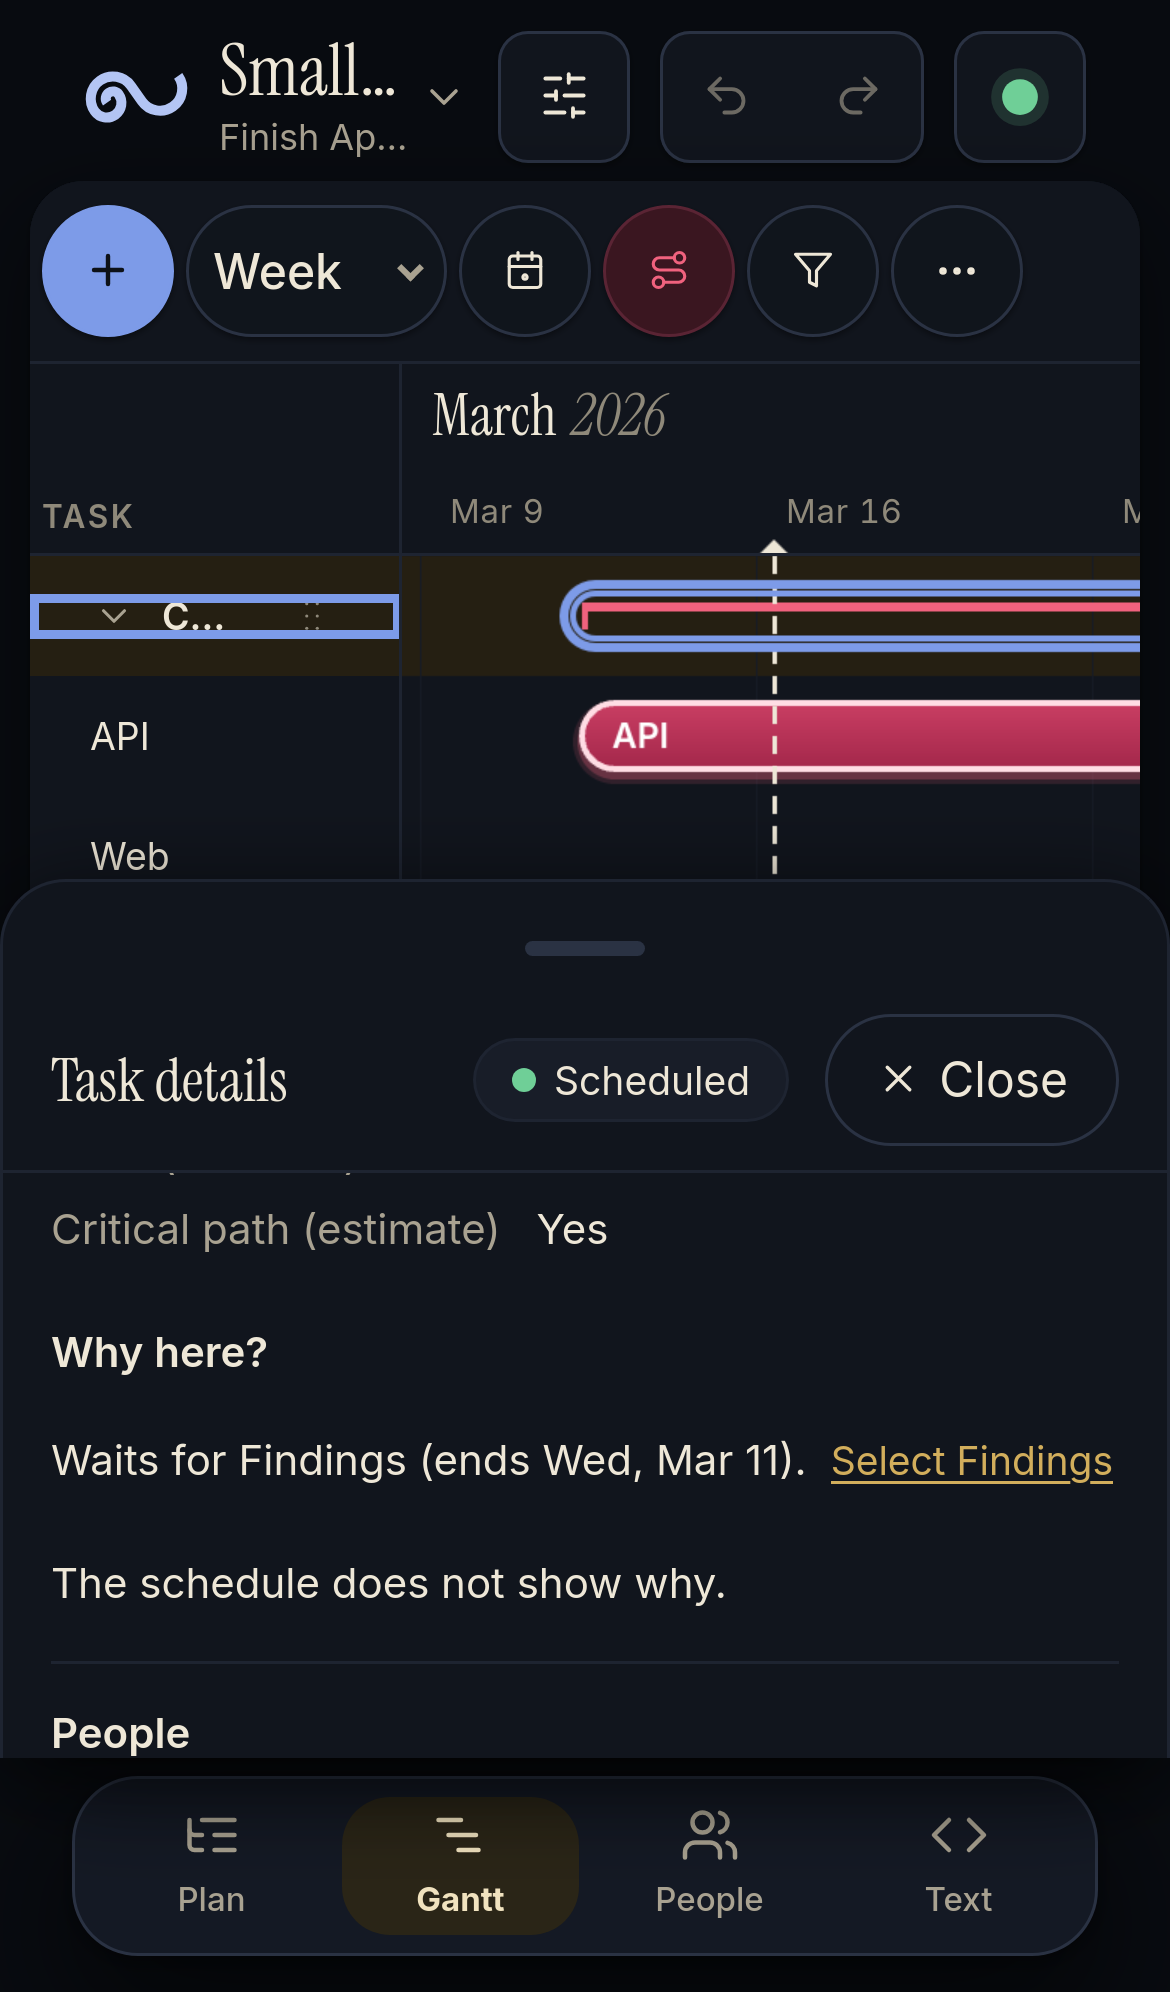 Small...
Finish Ap...
Week
March 2026
TASK
Mar 9
Mar 16
C...
API
API
Web
Task details
Scheduled
Close
Critical path (estimate) Yes
Why here?
Waits for Findings (ends Wed, Mar 11). Select Findings
The schedule does not show why.
People
Plan
Gantt
People
Text